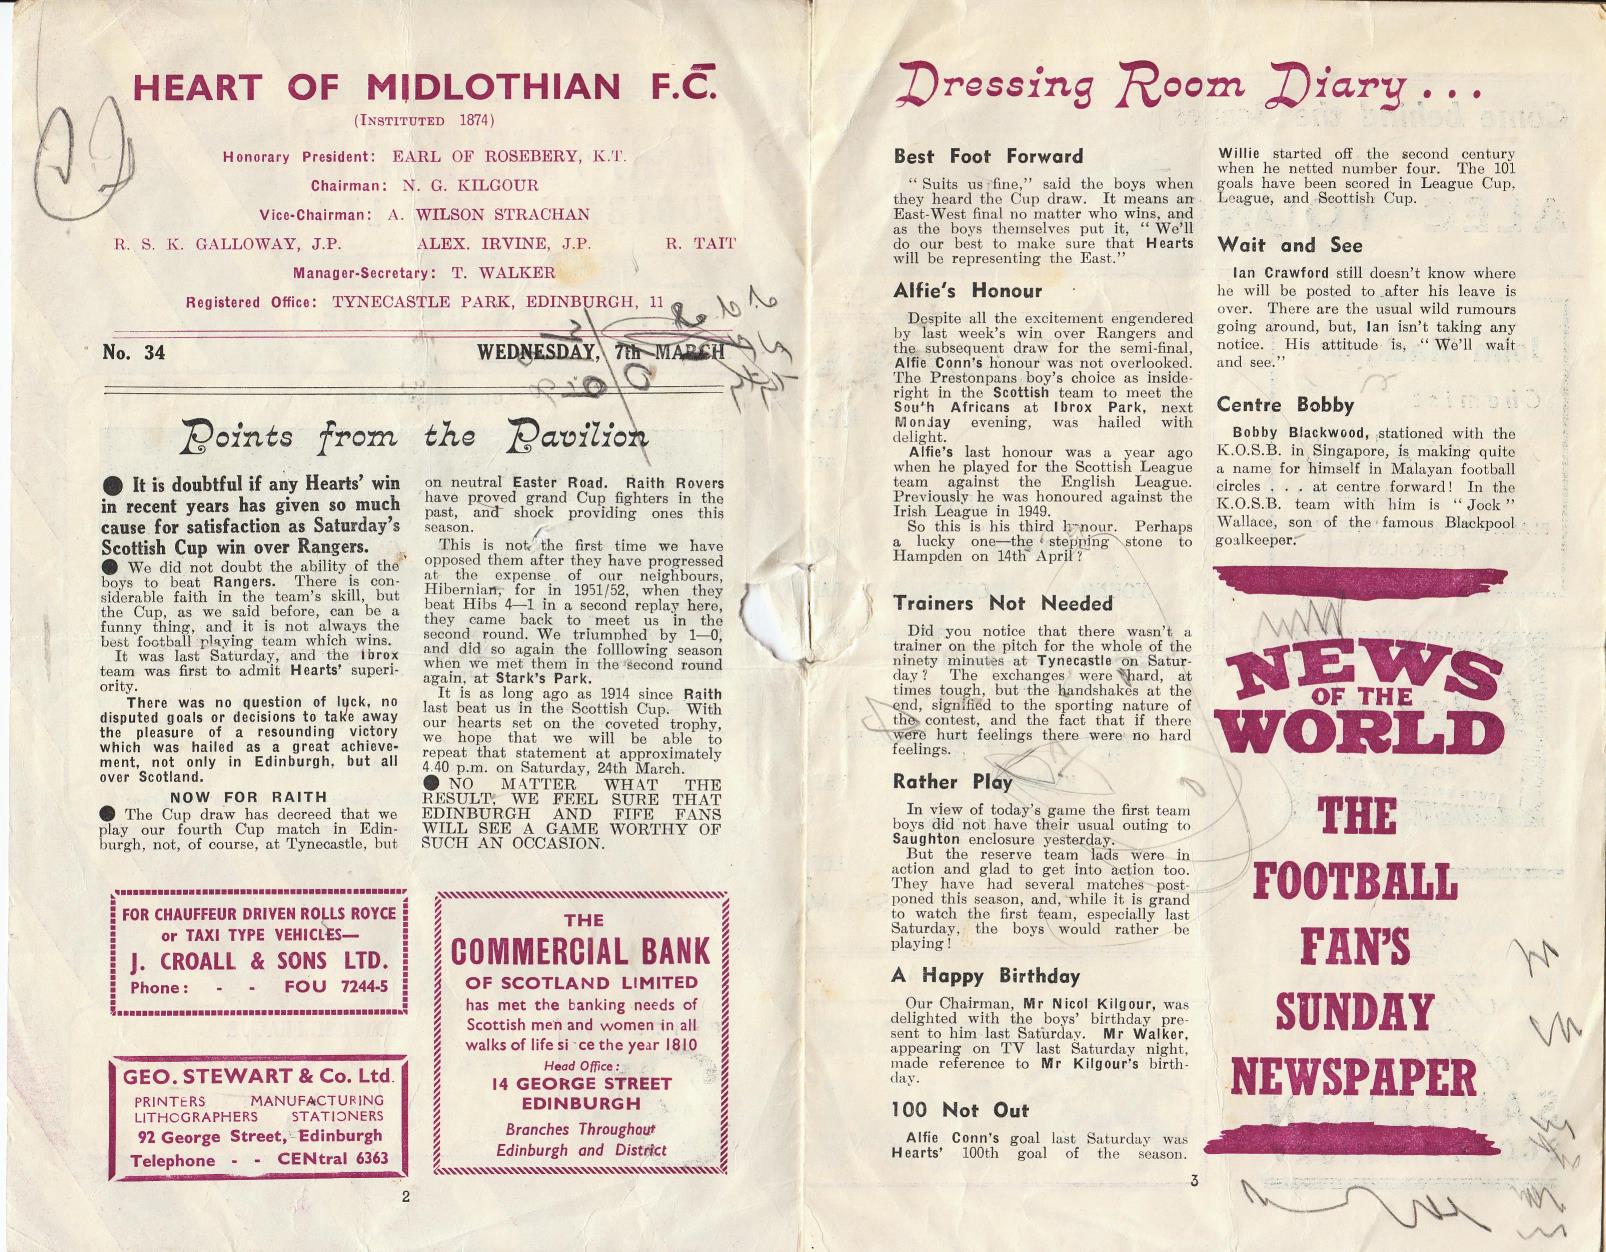 HEART OF MIDLOTHIAN F.C.
(INSTITUTED 1874)
Honorary President: EARL OF ROSEBERY, K.T.
Chairman: N. G. KILGOUR
Vice-Chairman: A. WILSON STRACHAN
R. S. K. GALLOWAY, J.P. ALEX. IRVINE, J.P. R. TAIT
Manager-Secretary: T. WALKER
Registered Office: TYNECASTLE PARK, EDINBURGH, 11
No. 34 WEDNESDAY, 7th MARCH
Points from the Pavilion
● It is doubtful if any Hearts' win
in recent years has given so much
cause for satisfaction as Saturday's
Scottish Cup win over Rangers.
● We did not doubt the ability of the
boys to beat Rangers. There is con-
siderable faith in the team's skill, but
the Cup, as we said before, can be a
funny thing, and it is not always the
best football playing team which wins.
It was last Saturday, and the Ibrox
team was first to admit Hearts' superi-
ority.
There was no question of luck, no
disputed goals or decisions to take away
the pleasure of a resounding victory
which was hailed as a great achieve-
ment, not only in Edinburgh, but all
over Scotland.
NOW FOR RAITH
● The Cup draw has decreed that we
play our fourth Cup match in Edin-
burgh, not, of course, at Tynecastle, but
on neutral Easter Road. Raith Rovers
have proved grand Cup fighters in the
past, and shock providing ones this
season.
This is not the first time we have
opposed them after they have progressed
at the expense of our neighbours,
Hibernian, for in 1951/52, when they
beat Hibs 4—1 in a second replay here,
they came back to meet us in the
second round. We triumphed by 1—0,
and did so again the folllowing season
when we met them in the second round
again, at Stark's Park.
It is as long ago as 1914 since Raith
last beat us in the Scottish Cup. With
our hearts set on the coveted trophy,
we hope that we will be able to
repeat that statement at approximately
4.40 p.m. on Saturday, 24th March.
● NO MATTER WHAT THE
RESULT, WE FEEL SURE THAT
EDINBURGH AND FIFE FANS
WILL SEE A GAME WORTHY OF
SUCH AN OCCASION.
FOR CHAUFFEUR DRIVEN ROLLS ROYCE
or TAXI TYPE VEHICLES—
J. CROALL & SONS LTD.
Phone: - - FOU 7244-5
GEO. STEWART & Co. Ltd.
PRINTERS MANUFACTURING
LITHOGRAPHERS STATIONERS
92 George Street, Edinburgh
Telephone - - CENtral 6363
THE
COMMERCIAL BANK
OF SCOTLAND LIMITED
has met the banking needs of
Scottish men and women in all
walks of life si ce the year 1810
Head Office:
14 GEORGE STREET
EDINBURGH
Branches Throughout
Edinburgh and District
2
Dressing Room Diary...
Best Foot Forward
"Suits us fine," said the boys when
they heard the Cup draw. It means an
East-West final no matter who wins, and
as the boys themselves put it, "We'll
do our best to make sure that Hearts
will be representing the East."
Alfie's Honour
Despite all the excitement engendered
by last week's win over Rangers and
the subsequent draw for the semi-final,
Alfie Conn's honour was not overlooked.
The Prestonpans boy's choice as inside-
right in the Scottish team to meet the
South Africans at Ibrox Park, next
Monday evening, was hailed with
delight.
Alfie's last honour was a year ago
when he played for the Scottish League
team against the English League.
Previously he was honoured against the
Irish League in 1949.
So this is his third honour. Perhaps
a lucky one—the stepping stone to
Hampden on 14th April?
Trainers Not Needed
Did you notice that there wasn't a
trainer on the pitch for the whole of the
ninety minutes at Tynecastle on Satur-
day? The exchanges were hard, at
times tough, but the handshakes at the
end, signified to the sporting nature of
the contest, and the fact that if there
were hurt feelings there were no hard
feelings.
Rather Play
In view of today's game the first team
boys did not have their usual outing to
Saughton enclosure yesterday.
But the reserve team lads were in
action and glad to get into action too.
They have had several matches post-
poned this season, and, while it is grand
to watch the first team, especially last
Saturday, the boys would rather be
playing!
A Happy Birthday
Our Chairman, Mr Nicol Kilgour, was
delighted with the boys' birthday pre-
sent to him last Saturday. Mr Walker,
appearing on TV last Saturday night,
made reference to Mr Kilgour's birth-
day.
100 Not Out
Alfie Conn's goal last Saturday was
Hearts' 100th goal of the season.
Willie started off the second century
when he netted number four. The 101
goals have been scored in League Cup,
League, and Scottish Cup.
Wait and See
Ian Crawford still doesn't know where
he will be posted to after his leave is
over. There are the usual wild rumours
going around, but, Ian isn't taking any
notice. His attitude is, "We'll wait
and see."
Centre Bobby
Bobby Blackwood, stationed with the
K.O.S.B. in Singapore, is making quite
a name for himself in Malayan football
circles . . . at centre forward! In the
K.O.S.B. team with him is "Jock"
Wallace, son of the famous Blackpool
goalkeeper.
NEWS
OF THE
WORLD
THE
FOOTBALL
FAN'S
SUNDAY
NEWSPAPER
3